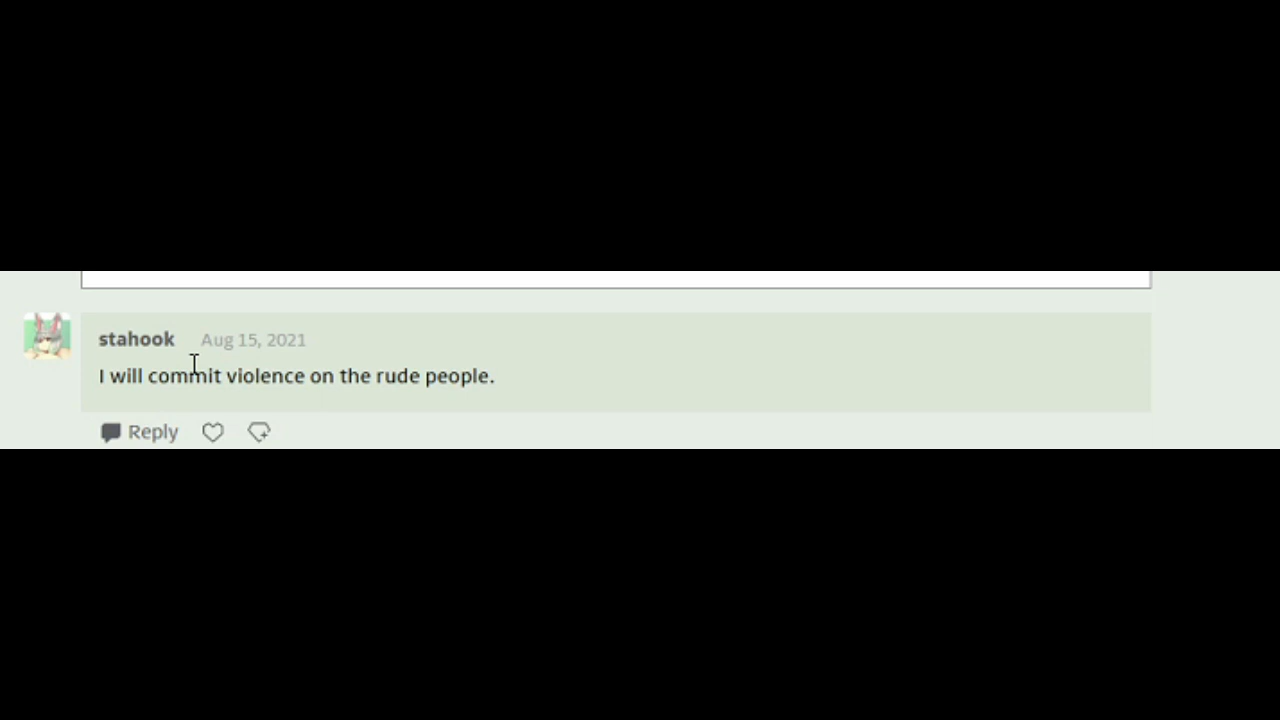 stahook Aug 15, 2021
I will commit violence on the rude people.
Reply